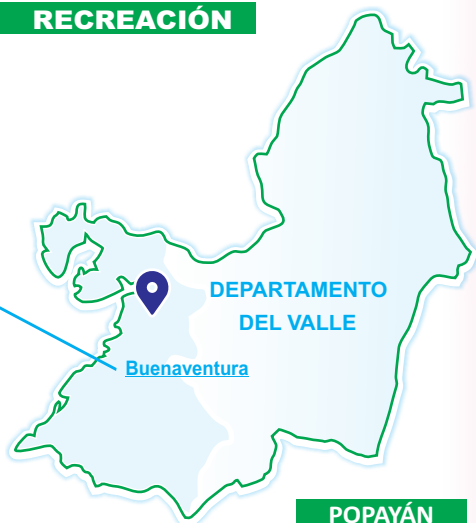 RECREACIÓN
DEPARTAMENTO
DEL VALLE
Buenaventura
POPAYÁN